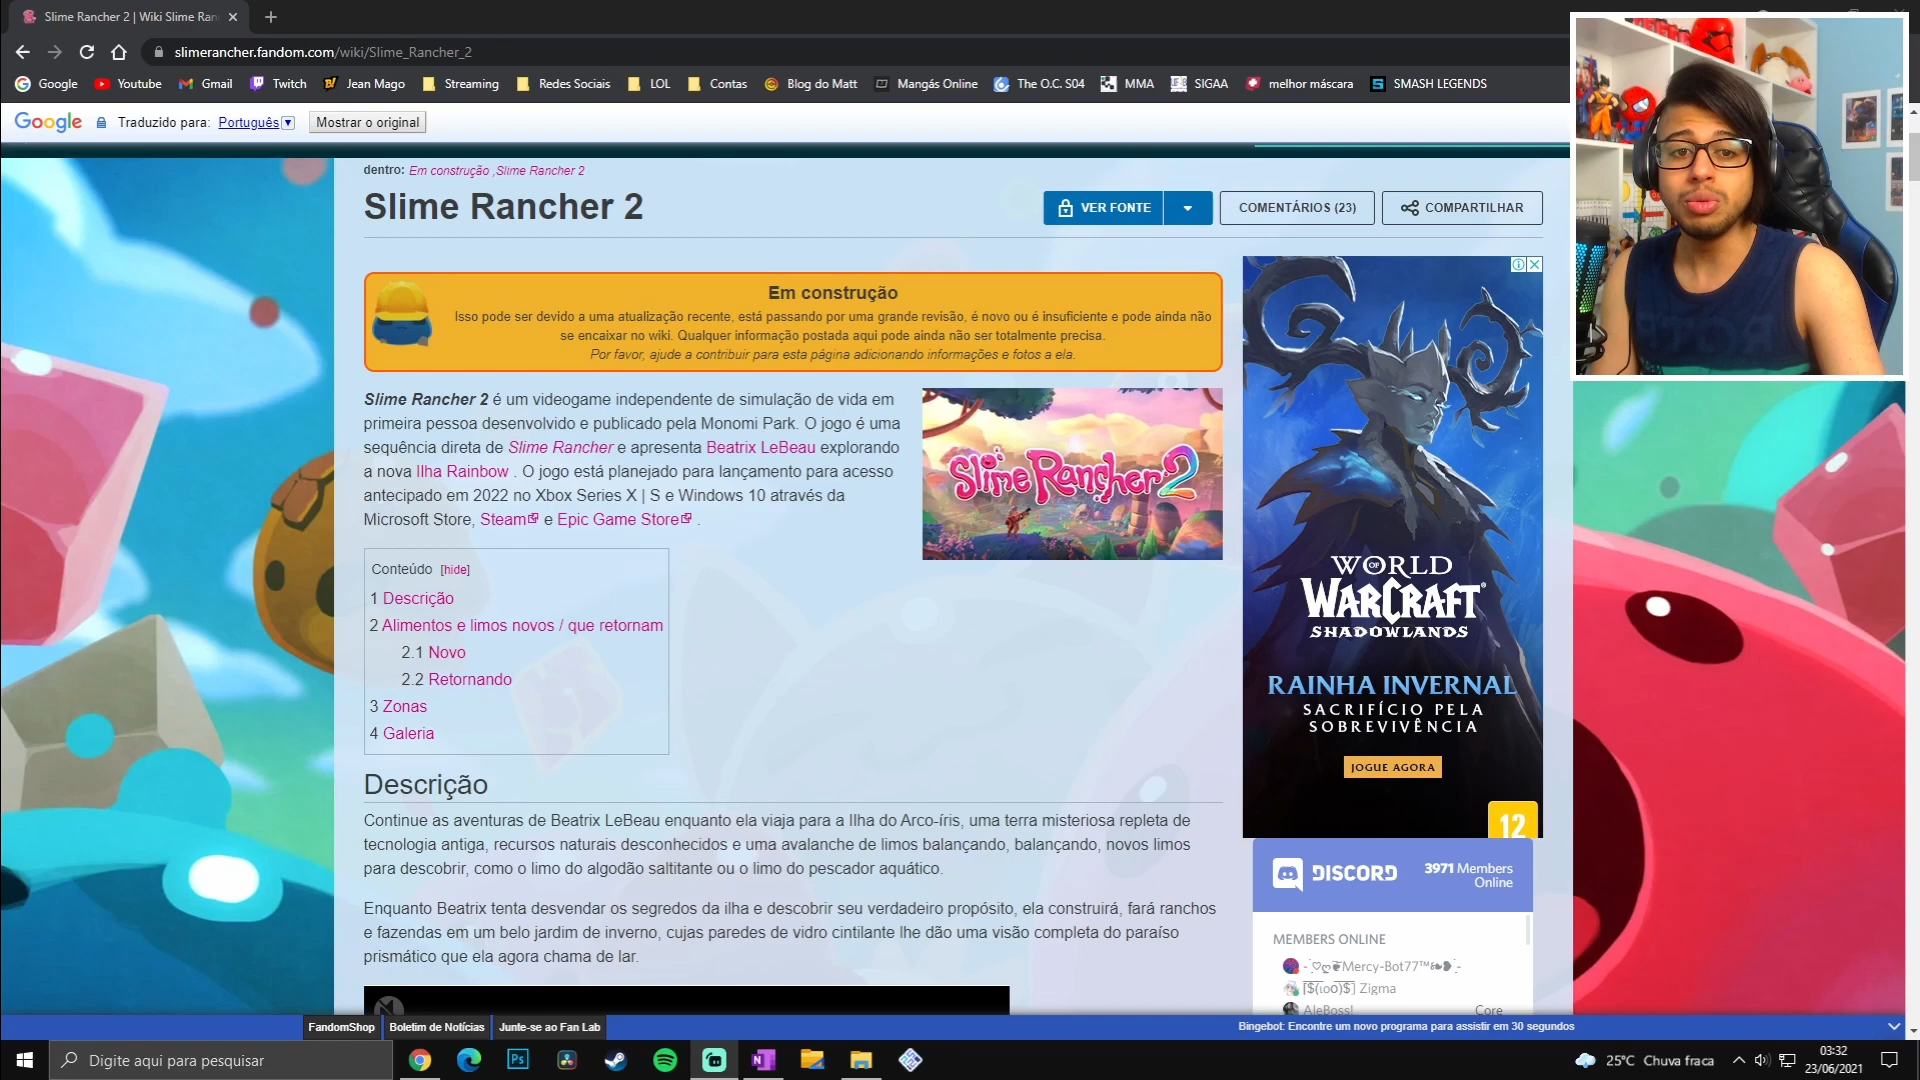 Slime Rancher 2 | Wiki Slime Ran
slimerancher.fandom.com/wiki/Slime_Rancher_2
Google Youtube Gmail Twitch Jean Mago Streaming Redes Sociais LOL Contas Blog do Matt Mangás Online The O.C. S04 MMA SIGAA melhor máscara SMASH LEGENDS
Google Traduzido para: Português Mostrar o original
dentro: Em construção ,Slime Rancher 2
Slime Rancher 2
VER FONTE COMENTÁRIOS (23) COMPARTILHAR
Em construção
Isso pode ser devido a uma atualização recente, está passando por uma grande revisão, é novo ou é insuficiente e pode ainda não
se encaixar no wiki. Qualquer informação postada aqui pode ainda não ser totalmente precisa.
Por favor, ajude a contribuir para esta página adicionando informações e fotos a ela.
Slime Rancher 2 é um videogame independente de simulação de vida em
primeira pessoa desenvolvido e publicado pela Monomi Park. O jogo é uma
sequência direta de Slime Rancher e apresenta Beatrix LeBeau explorando
a nova Ilha Rainbow . O jogo está planejado para lançamento para acesso
antecipado em 2022 no Xbox Series X | S e Windows 10 através da
Microsoft Store, Steam e Epic Game Store .
Slime Rancher 2
Conteúdo [hide]
1 Descrição
2 Alimentos e limos novos / que retornam
2.1 Novo
2.2 Retornando
3 Zonas
4 Galeria
Descrição
Continue as aventuras de Beatrix LeBeau enquanto ela viaja para a Ilha do Arco-íris, uma terra misteriosa repleta de
tecnologia antiga, recursos naturais desconhecidos e uma avalanche de limos balançando, balançando, novos limos
para descobrir, como o limo do algodão saltitante ou o limo do pescador aquático.
Enquanto Beatrix tenta desvendar os segredos da ilha e descobrir seu verdadeiro propósito, ela construirá, fará ranchos
e fazendas em um belo jardim de inverno, cujas paredes de vidro cintilante lhe dão uma visão completa do paraíso
prismático que ela agora chama de lar.
WORLD
OF
WARCRAFT
SHADOWLANDS
RAINHA INVERNAL
SACRIFÍCIO PELA
SOBREVIVÊNCIA
JOGUE AGORA
12
DISCORD 3971 Members
Online
MEMBERS ONLINE
Mercy-Bot77™
Zigma
AleBoss! Core
FandomShop Boletim de Notícias Junte-se ao Fan Lab
Bingebot: Encontre um novo programa para assistir em 30 segundos
Digite aqui para pesquisar
Ps
25°C Chuva fraca
03:32
23/06/2021